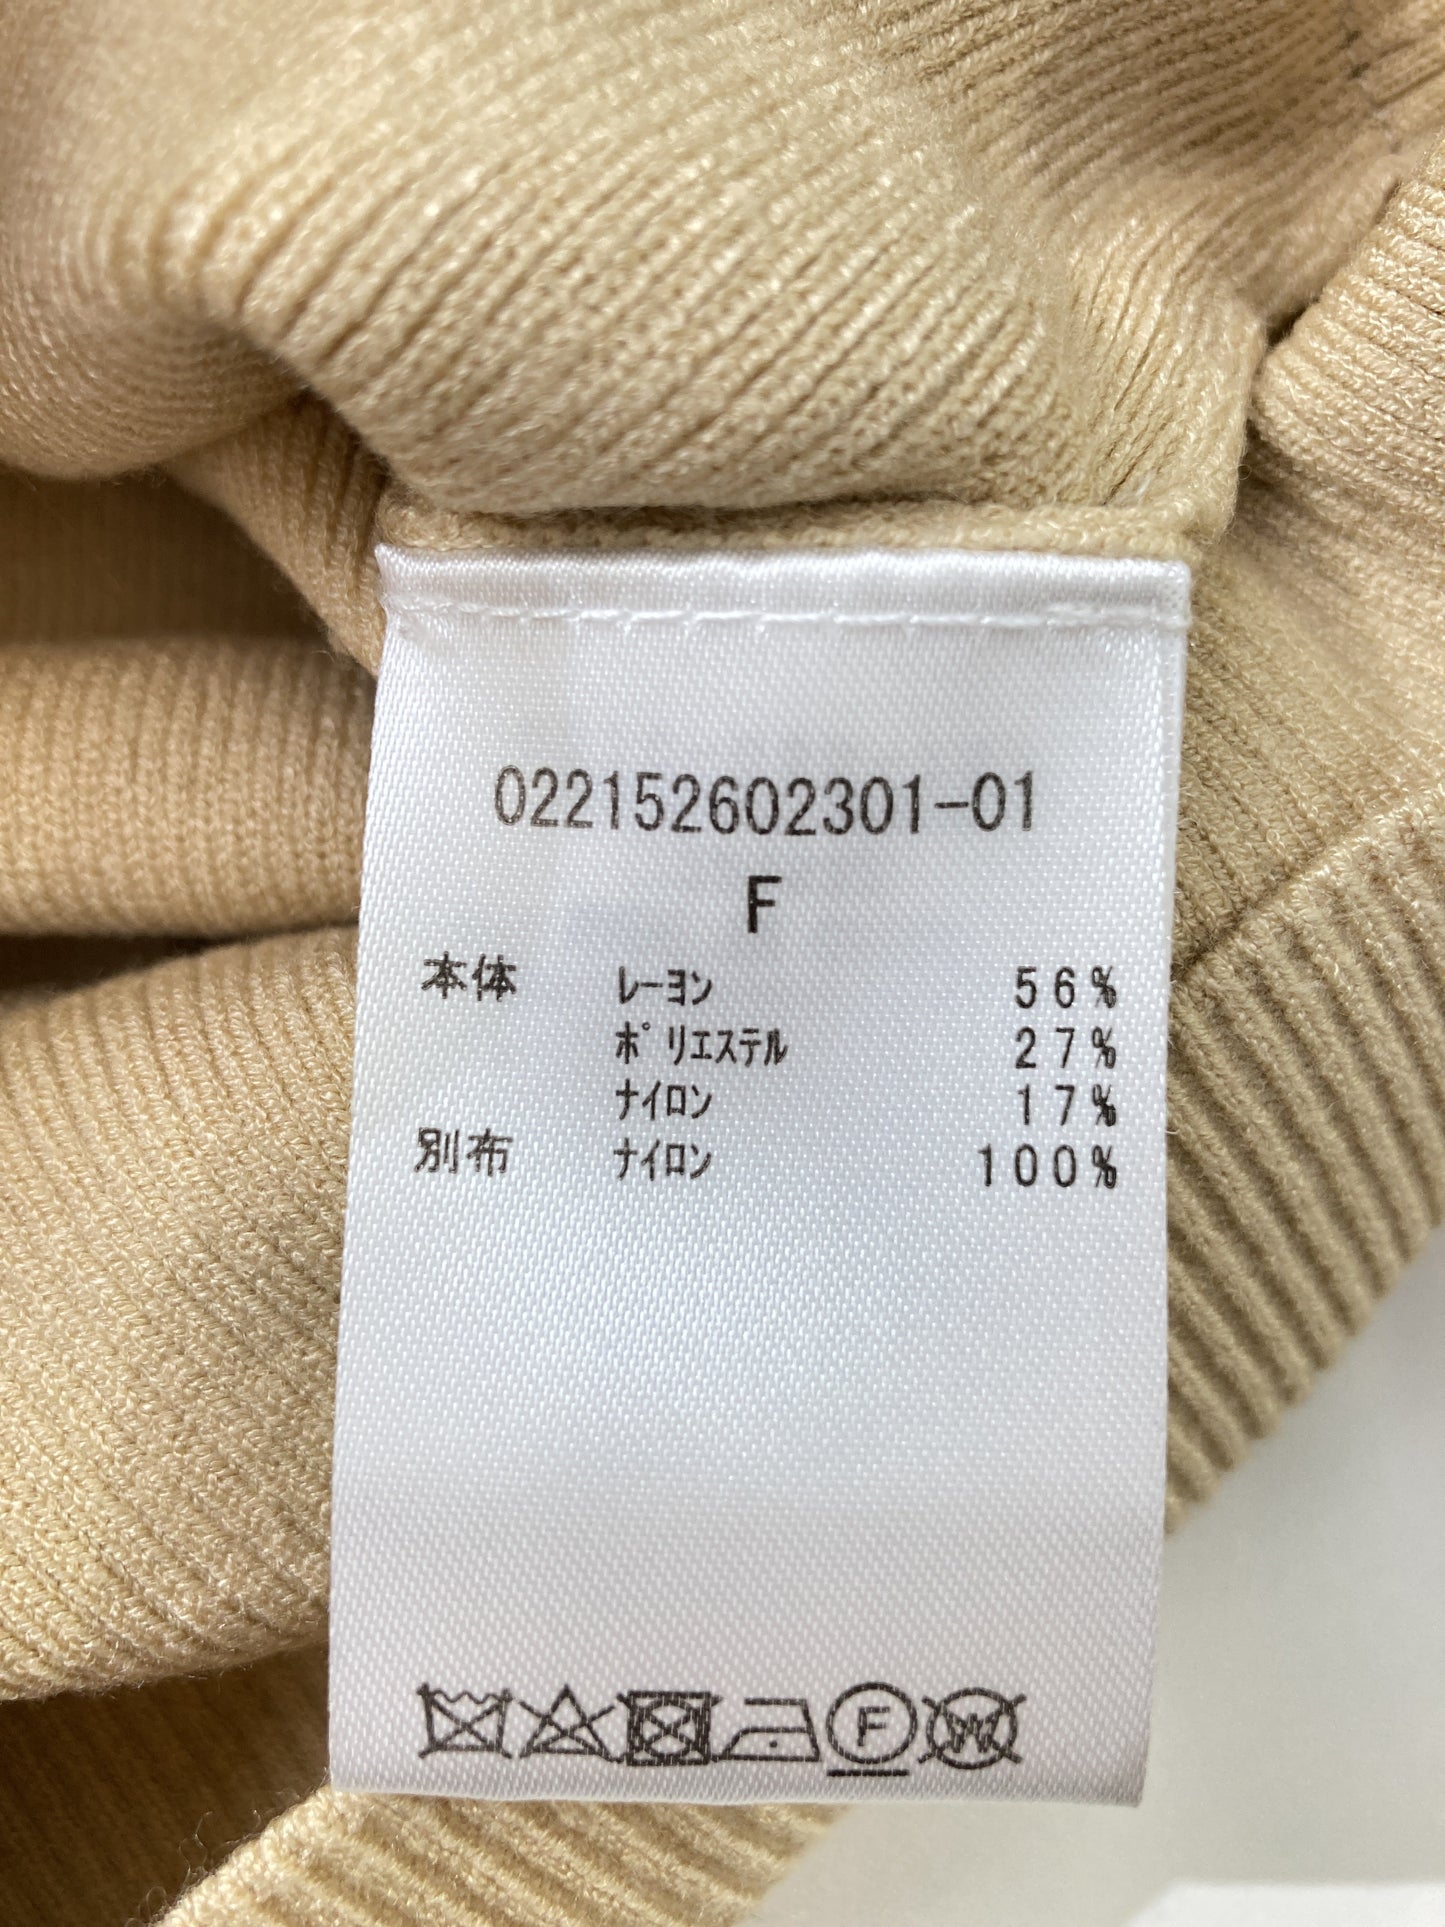 022152602301-01
F
本体 レーヨン 56%
ポリエステル 27%
ナイロン 17%
別布 ナイロン 100%
F W